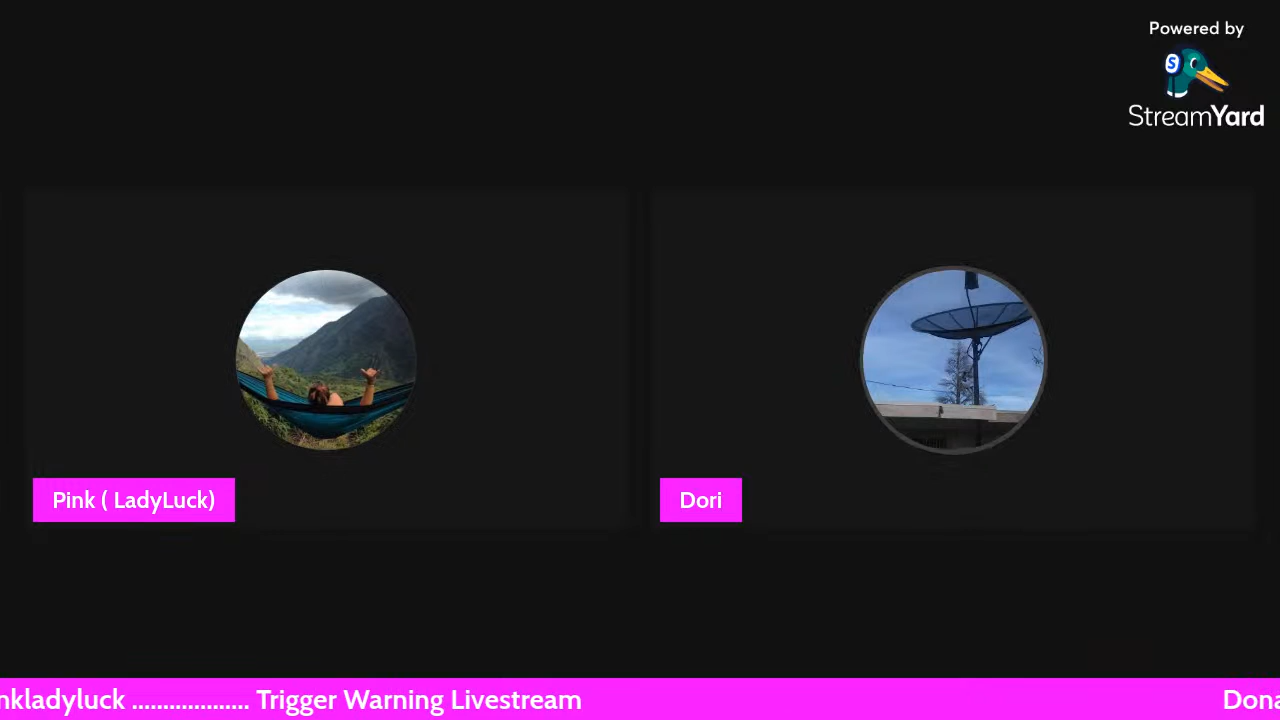 Powered by
S
StreamYard
Pink ( LadyLuck)
Dori
nkladyluck ................... Trigger Warning Livestream
Dona